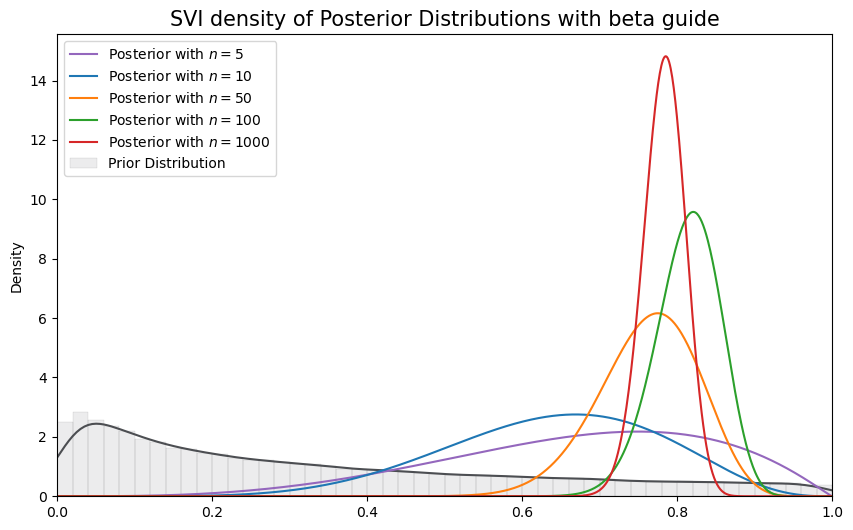 SVI density of Posterior Distributions with beta guide
Posterior with n = 5
Posterior with n = 10
Posterior with n = 50
Posterior with n = 100
Posterior with n = 1000
Prior Distribution
Density
14
12
10
8
6
4
2
0
0.0 0.2 0.4 0.6 0.8 1.0